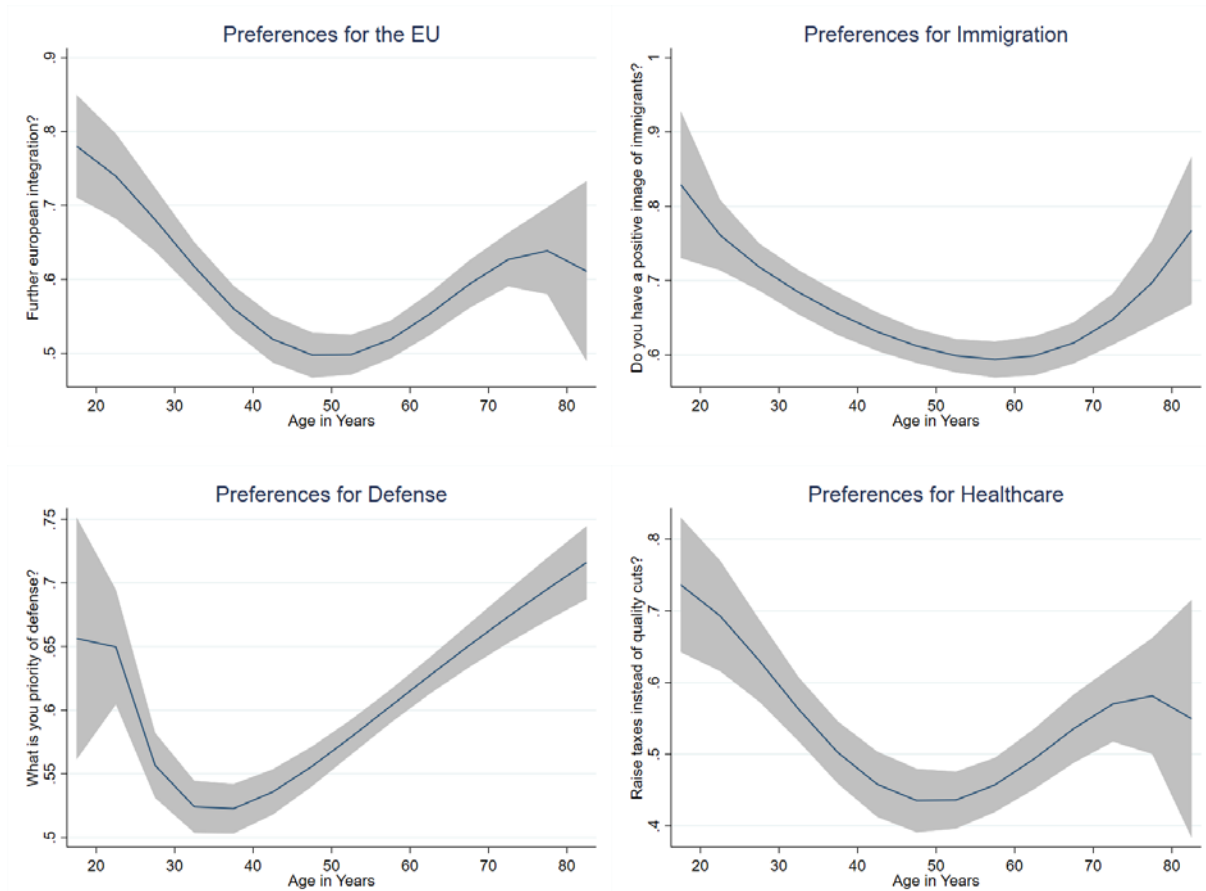 Preferences for the EU
Further european integration?
.9
.8
.7
.6
.5
20 30 40 50 60 70 80
Age in Years
Preferences for Immigration
Do you have a positive image of immigrants?
1
.9
.8
.7
.6
20 30 40 50 60 70 80
Age in Years
Preferences for Defense
What is you priority of defense?
.75
.7
.65
.6
.55
.5
20 30 40 50 60 70 80
Age in Years
Preferences for Healthcare
Raise taxes instead of quality cuts?
.8
.7
.6
.5
.4
20 30 40 50 60 70 80
Age in Years